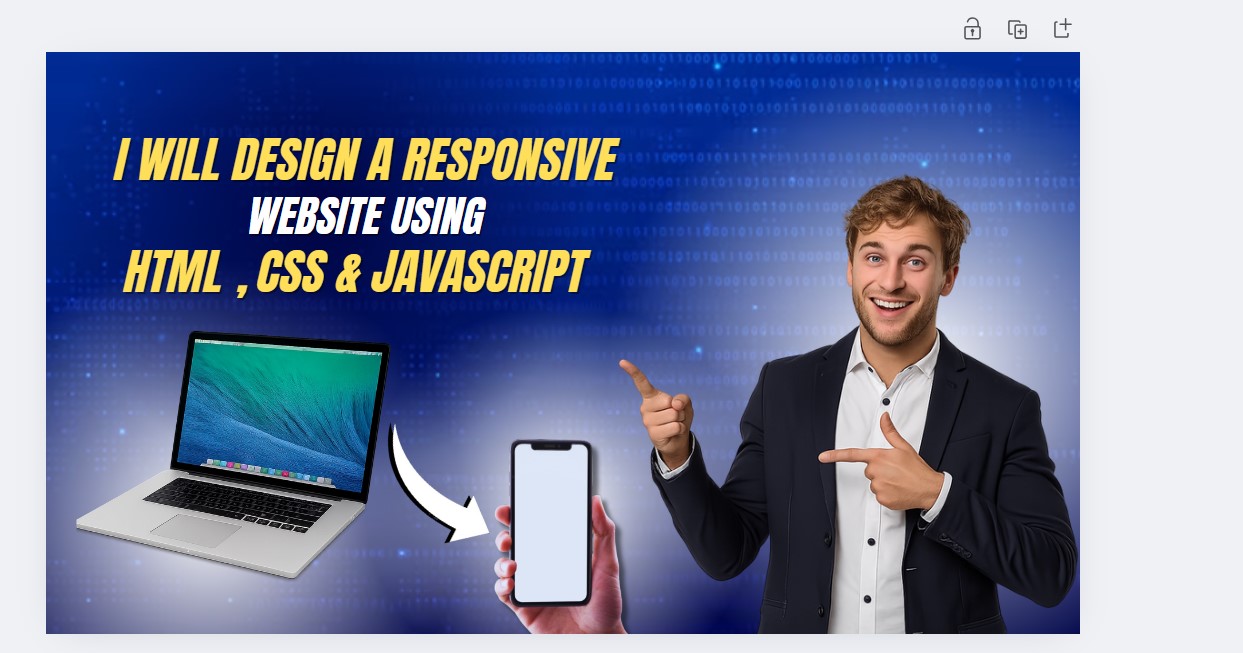 I WILL DESIGN A RESPONSIVE
WEBSITE USING
HTML , CSS & JAVASCRIPT